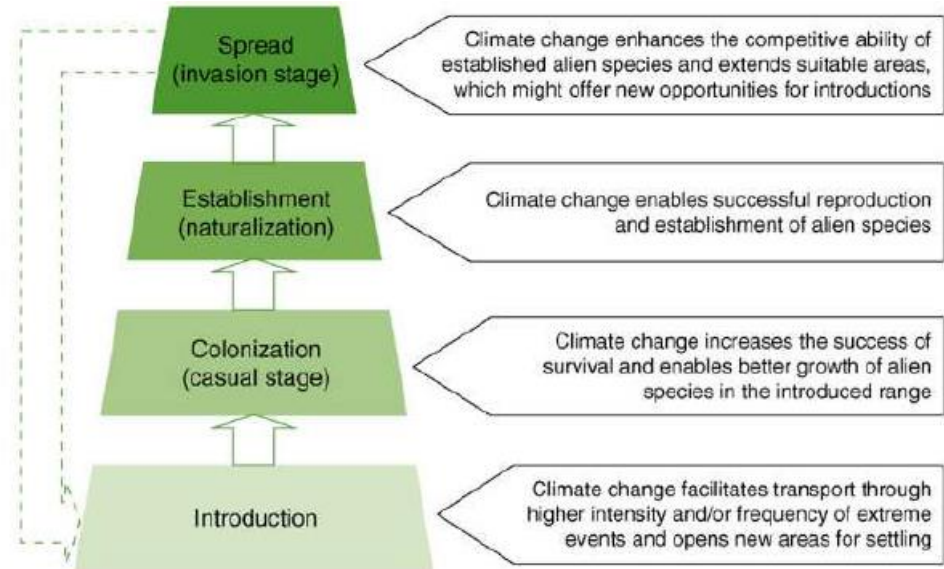 Spread
(invasion stage)
Climate change enhances the competitive ability of
established alien species and extends suitable areas,
which might offer new opportunities for introductions
Establishment
(naturalization)
Climate change enables successful reproduction
and establishment of alien species
Colonization
(casual stage)
Climate change increases the success of
survival and enables better growth of alien
species in the introduced range
Introduction
Climate change facilitates transport through
higher intensity and/or frequency of extreme
events and opens new areas for settling